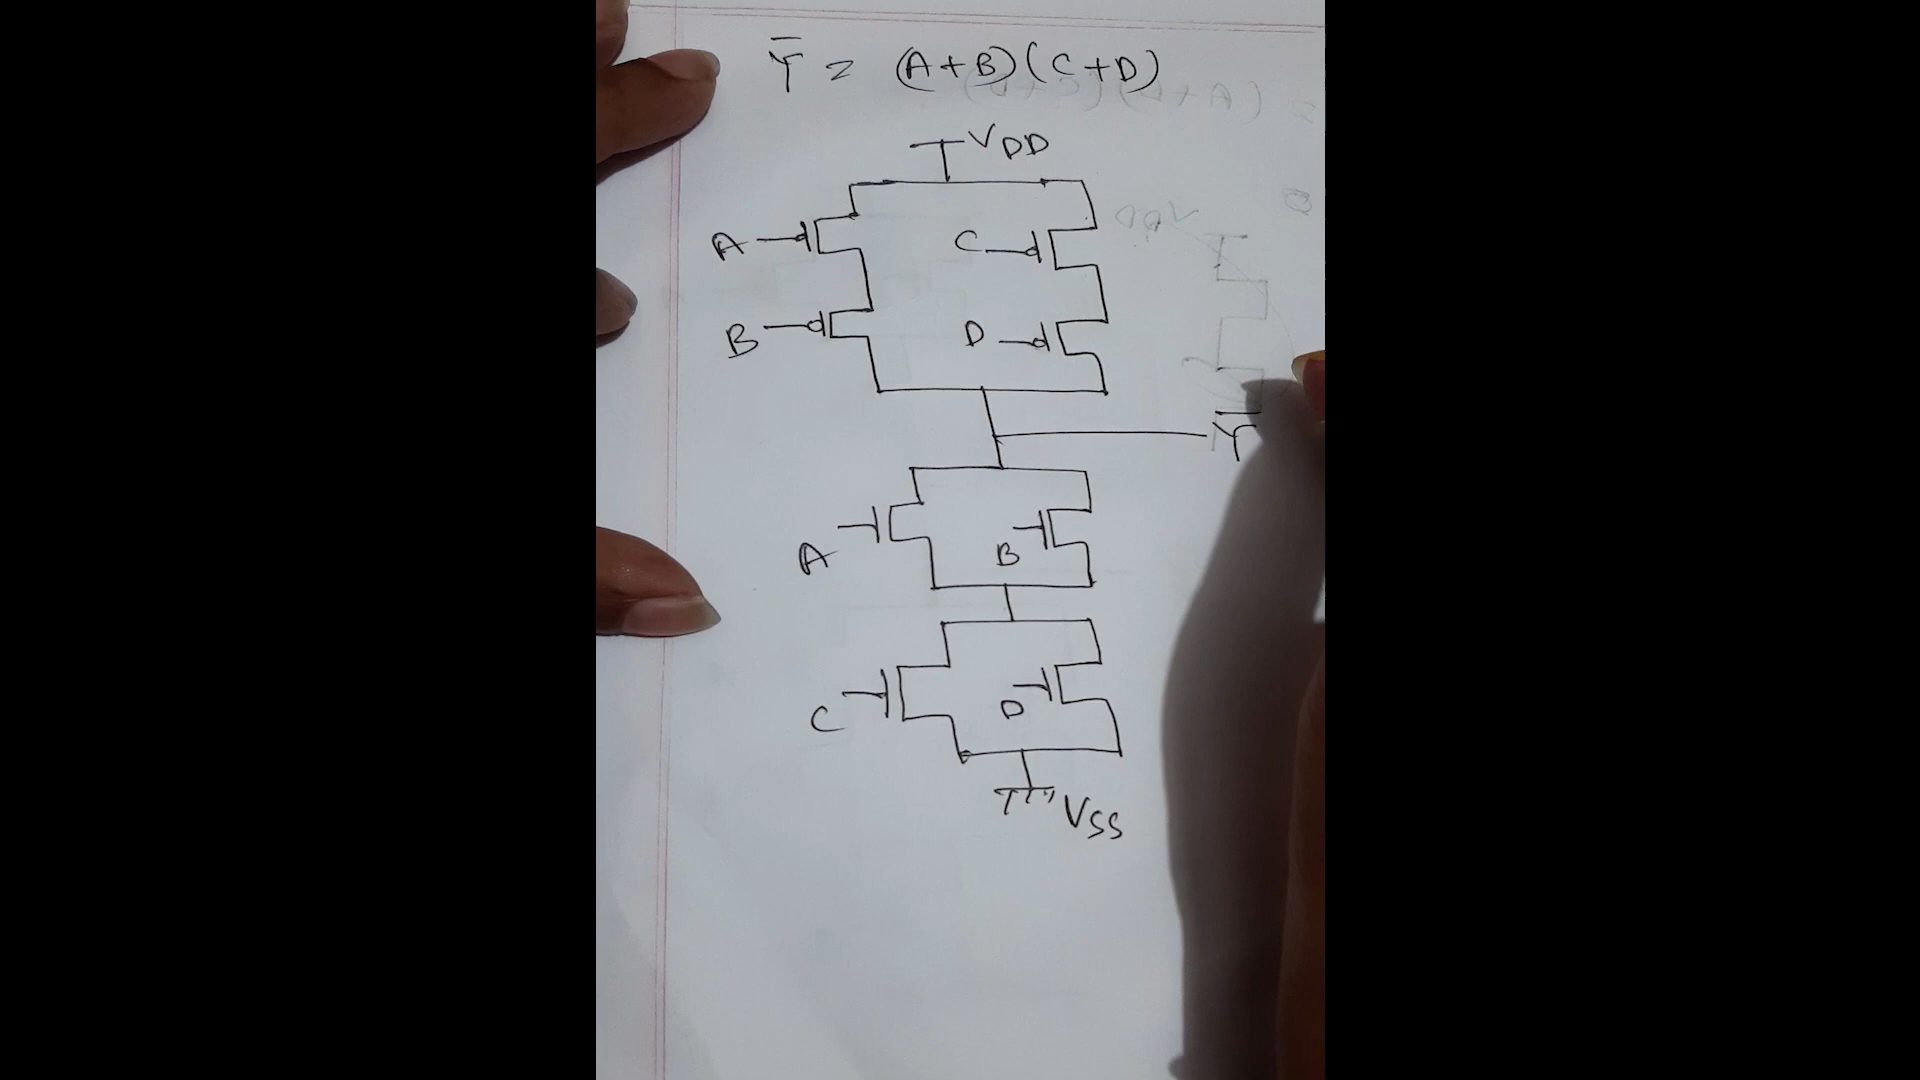 Ȳ = (A+B)(C+D)
VDD
A
C
B
D
Ȳ
A
B
C
D
VSS